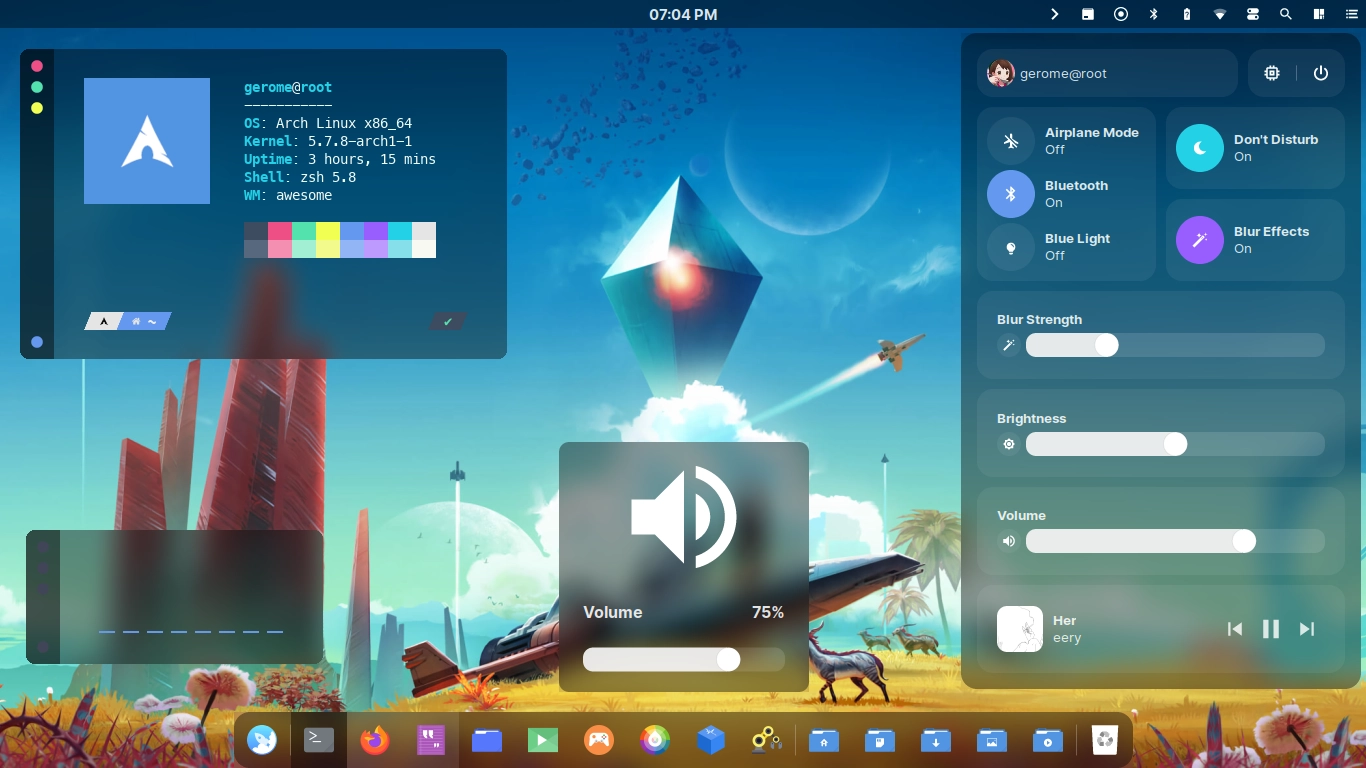 07:04 PM
gerome@root
-----------
OS: Arch Linux x86_64
Kernel: 5.7.8-arch1-1
Uptime: 3 hours, 15 mins
Shell: zsh 5.8
WM: awesome
~
gerome@root
Airplane Mode
Off
Bluetooth
On
Blue Light
Off
Don't Disturb
On
Blur Effects
On
Blur Strength
Brightness
Volume
Her
eery
Volume 75%